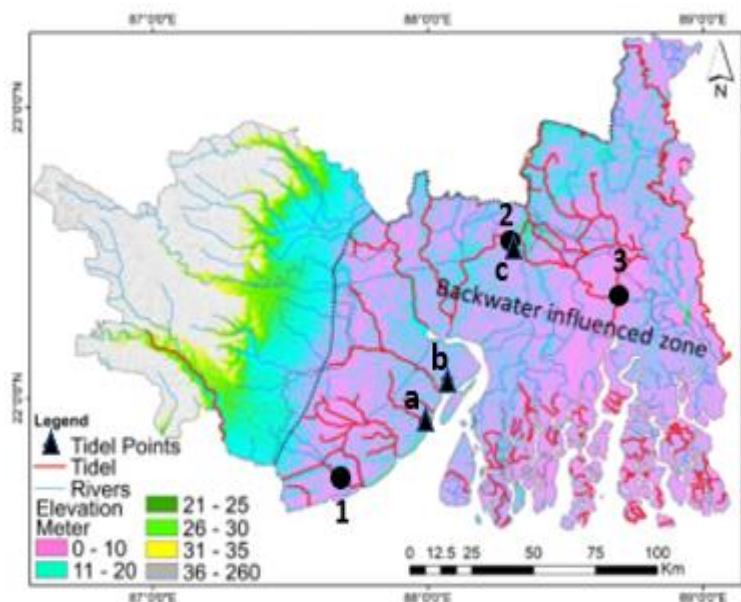 87°0'0"E 88°0'0"E 89°0'0"E
N
23°0'0"N
2
c
3
Backwater influenced zone
b
a
22°0'0"N
1
Legend
Tidel Points
Tidel
Rivers
Elevation
Meter
0 - 10
11 - 20
21 - 25
26 - 30
31 - 35
36 - 260
0 12.5 25 50 75 100
Km
87°0'0"E 88°0'0"E 89°0'0"E